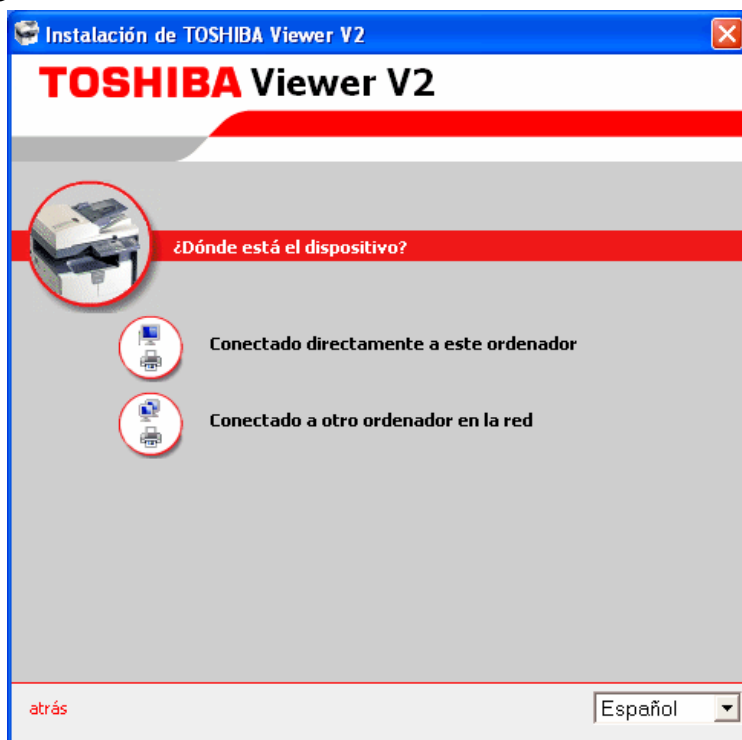 Instalación de TOSHIBA Viewer V2
TOSHIBA Viewer V2
¿Dónde está el dispositivo?
Conectado directamente a este ordenador
Conectado a otro ordenador en la red
atrás
Español